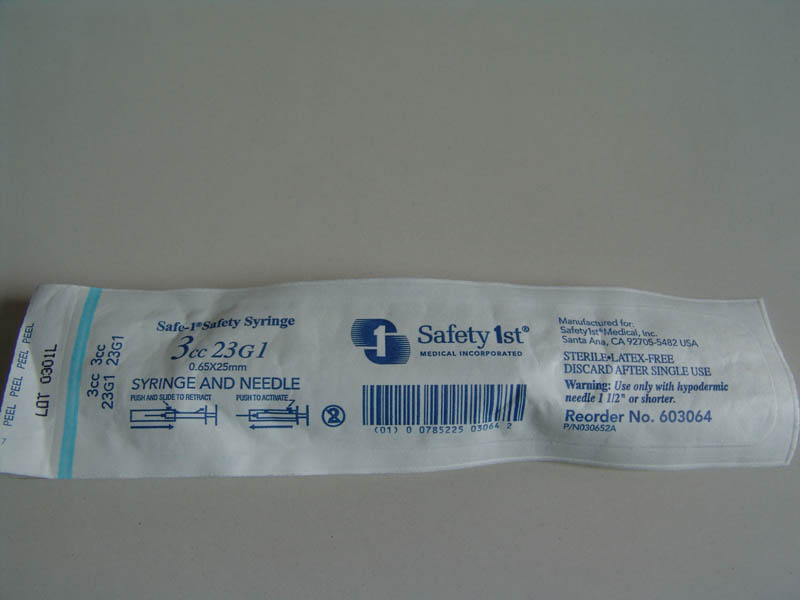 PEEL PEEL PEEL PEEL
LOT 0301L
3cc 3cc
23G1 23G1
Safe-1® Safety Syringe
3cc 23G1
0.65X25mm
SYRINGE AND NEEDLE
PUSH AND SLIDE TO RETRACT
PUSH TO ACTIVATE
2
1
Safety 1st®
MEDICAL INCORPORATED
(01) 0 0785225 03064 2
Manufactured for:
Safety1st® Medical, Inc.
Santa Ana, CA 92705-5482 USA
STERILE•LATEX-FREE
DISCARD AFTER SINGLE USE
Warning: Use only with hypodermic
needle 1 1/2" or shorter.
Reorder No. 603064
P/N030652A